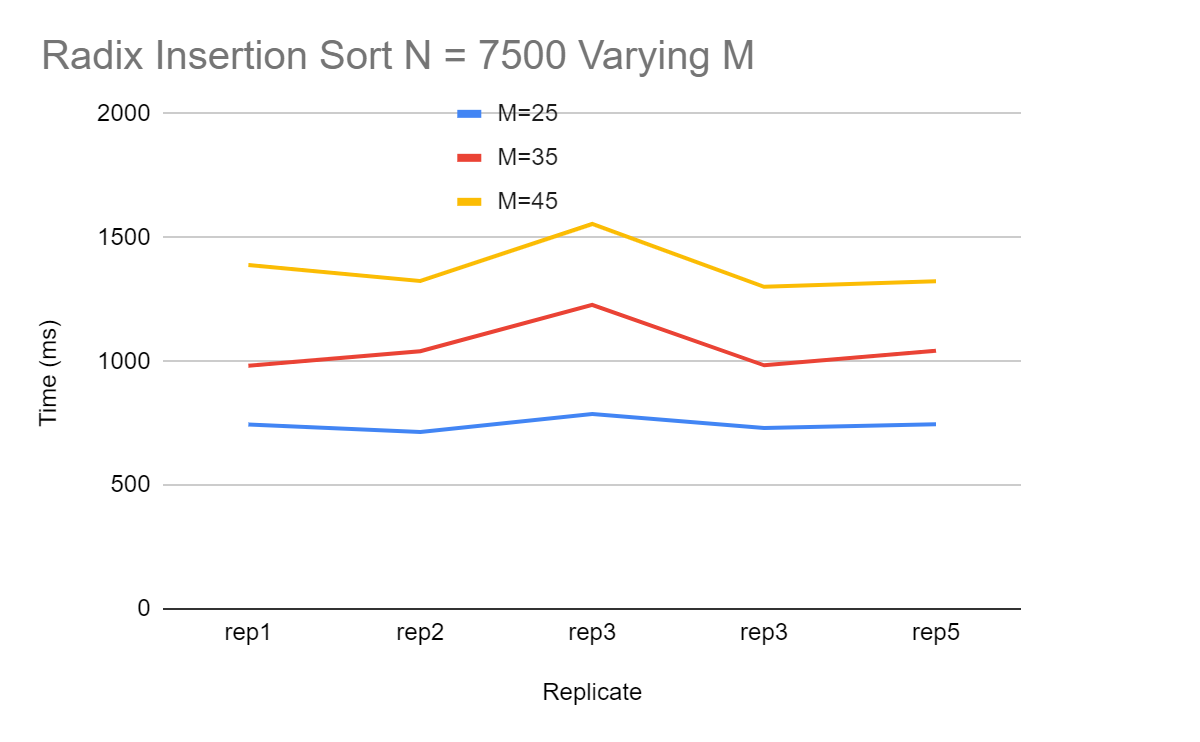 Radix Insertion Sort N = 7500 Varying M
M=25
M=35
M=45
2000
1500
1000
500
0
Time (ms)
rep1 rep2 rep3 rep3 rep5
Replicate